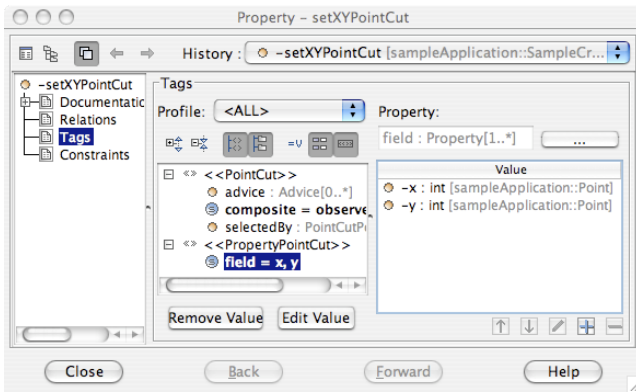 Property – setXYPointCut
History : –setXYPointCut [sampleApplication::SampleCr...
–setXYPointCut
Documentatic
Relations
Tags
Constraints
Tags
Profile: <ALL>
Property:
field : Property[1..*]
...
=v
<<PointCut>>
advice : Advice[0..*]
composite = observe
selectedBy : PointCutP
<<PropertyPointCut>>
field = x, y
Value
–x : int [sampleApplication::Point]
–y : int [sampleApplication::Point]
Remove Value
Edit Value
Close
Back
Forward
Help